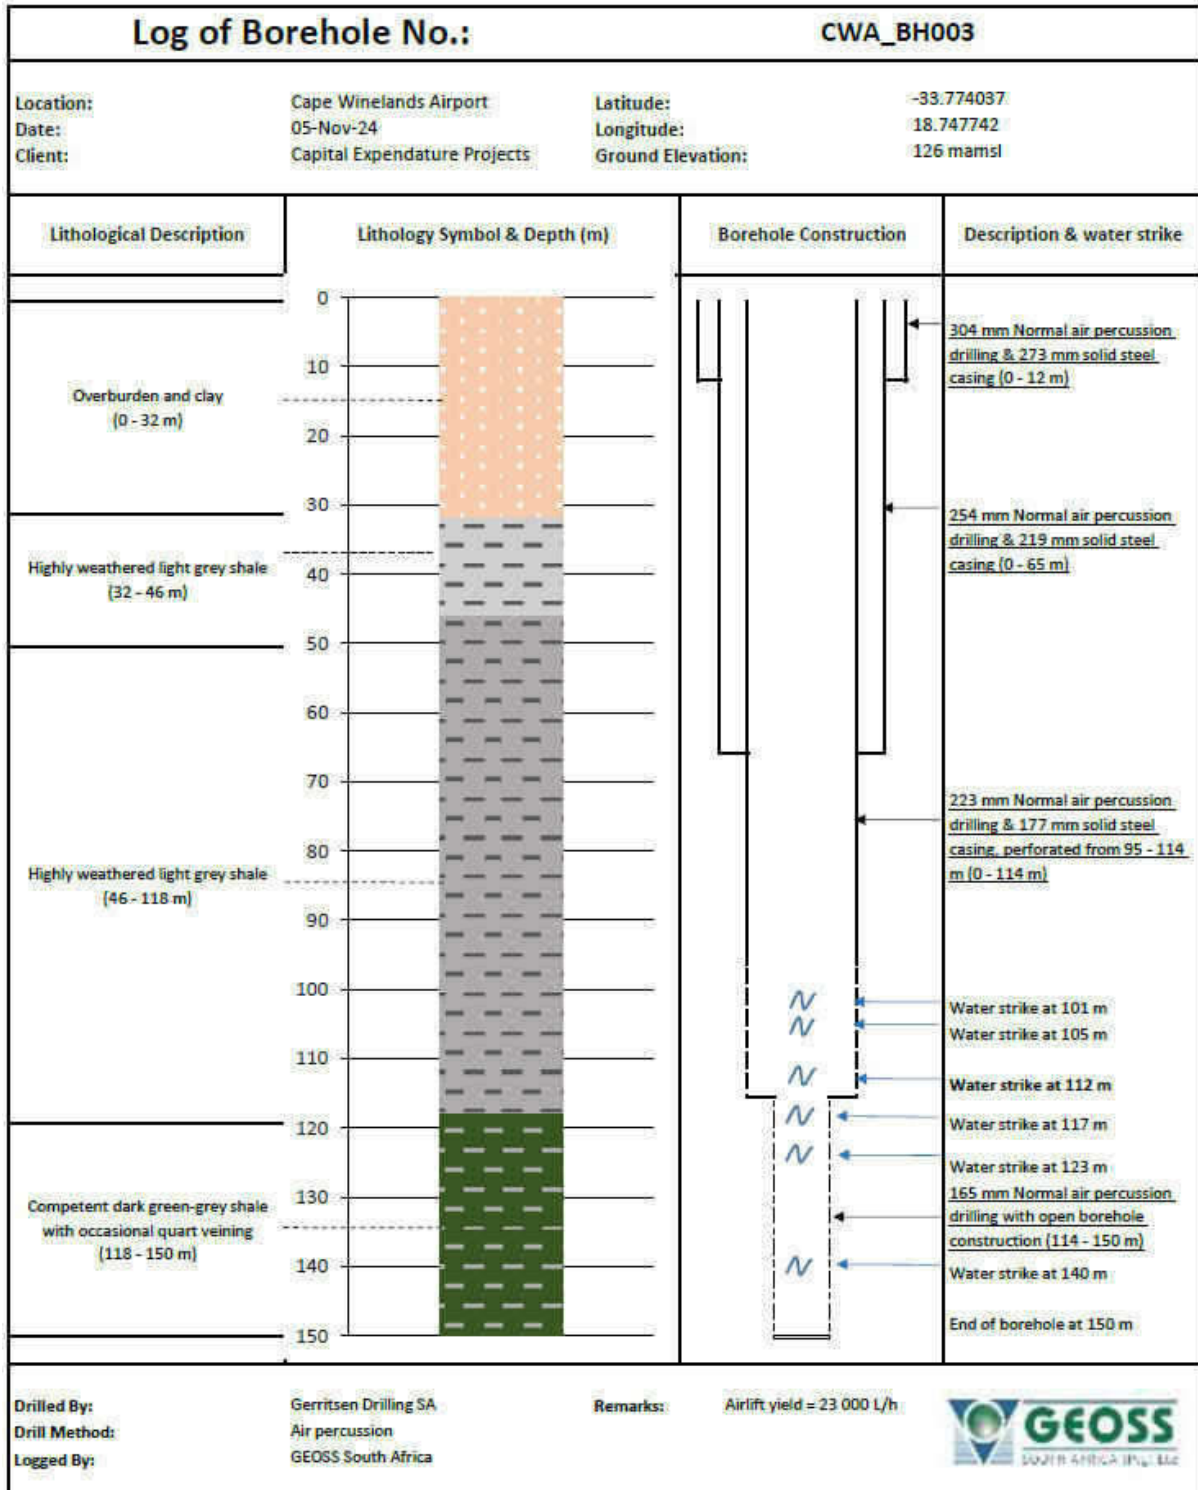 Log of Borehole No.: CWA_BH003
Location: Cape Winelands Airport Latitude: -33.774037
Date: 05-Nov-24 Longitude: 18.747742
Client: Capital Expendature Projects Ground Elevation: 126 mamsl
Lithological Description Lithology Symbol & Depth (m) Borehole Construction Description & water strike
0
10
20
30
40
50
60
70
80
90
100
110
120
130
140
150
Overburden and clay
(0 - 32 m)
Highly weathered light grey shale
(32 - 46 m)
Highly weathered light grey shale
(46 - 118 m)
Competent dark green-grey shale
with occasional quart veining
(118 - 150 m)
304 mm Normal air percussion
drilling & 273 mm solid steel
casing (0 - 12 m)
254 mm Normal air percussion
drilling & 219 mm solid steel
casing (0 - 65 m)
223 mm Normal air percussion
drilling & 177 mm solid steel
casing, perforated from 95 - 114
m (0 - 114 m)
Water strike at 101 m
Water strike at 105 m
Water strike at 112 m
Water strike at 117 m
Water strike at 123 m
165 mm Normal air percussion
drilling with open borehole
construction (114 - 150 m)
Water strike at 140 m
End of borehole at 150 m
Drilled By: Gerritsen Drilling SA Remarks: Airlift yield = 23 000 L/h
Drill Method: Air percussion
Logged By: GEOSS South Africa
GEOSS
SOUTH AFRICA